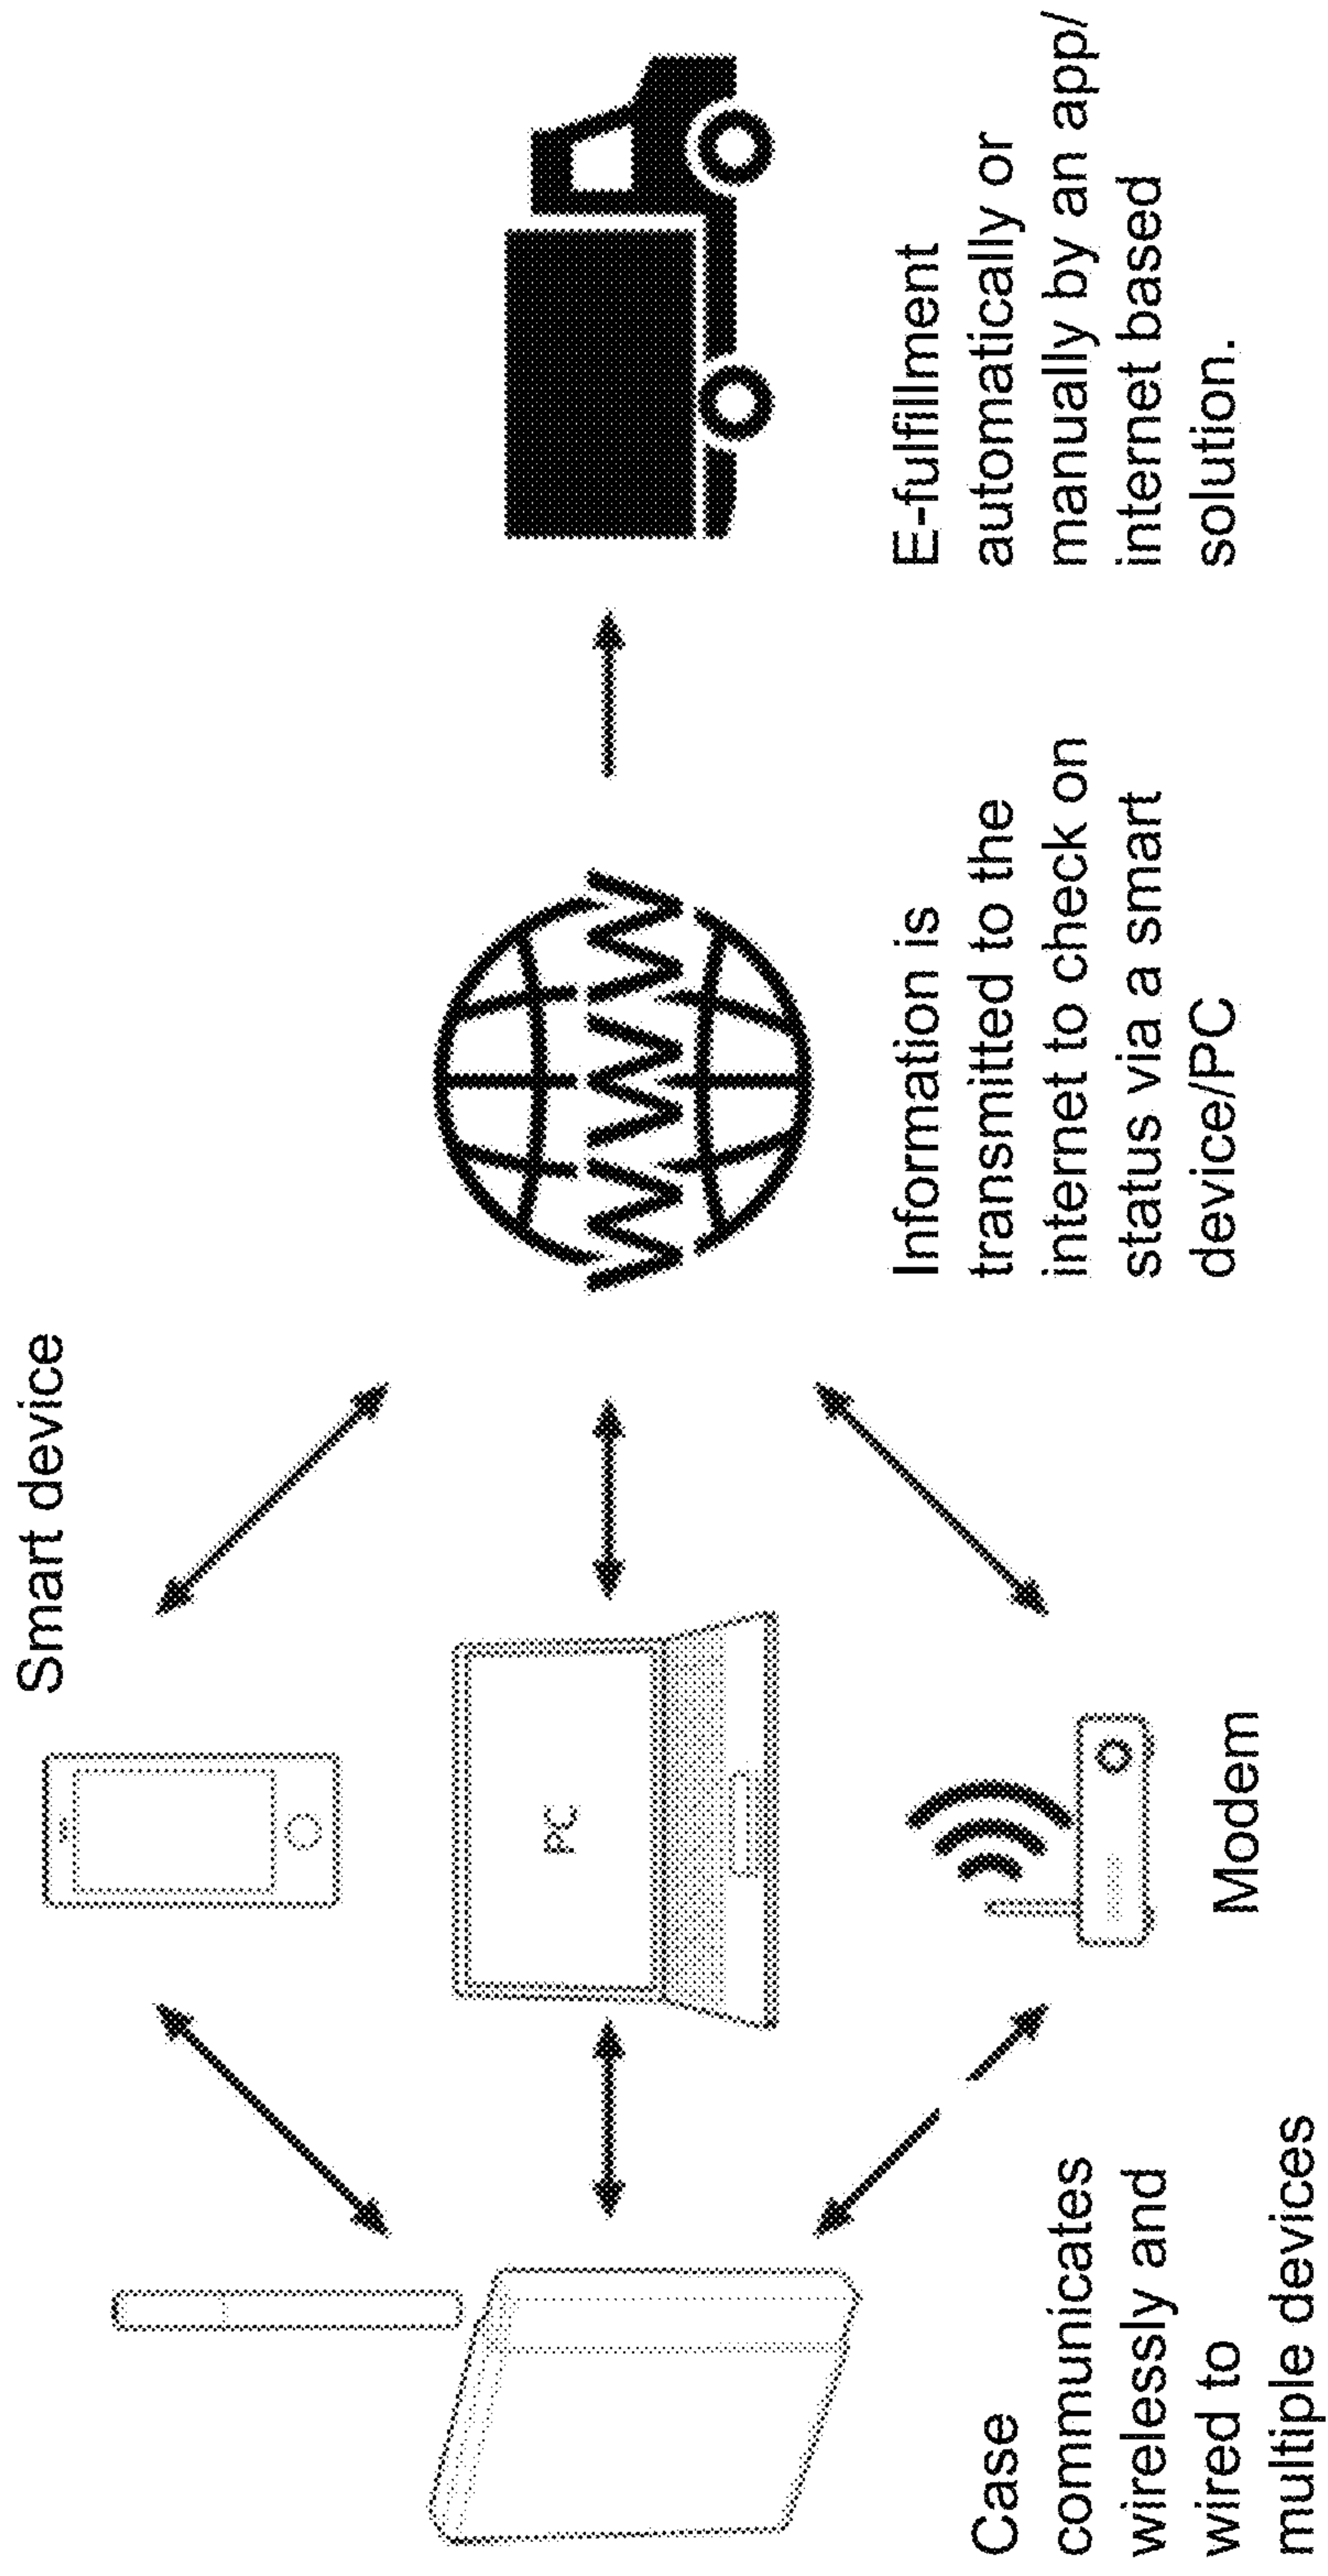 Smart device
PC
WWW
Modem
Case
communicates
wirelessly and
wired to
multiple devices
Information is
transmitted to the
internet to check on
status via a smart
device/PC
E-fulfillment
automatically or
manually by an app/
internet based
solution.